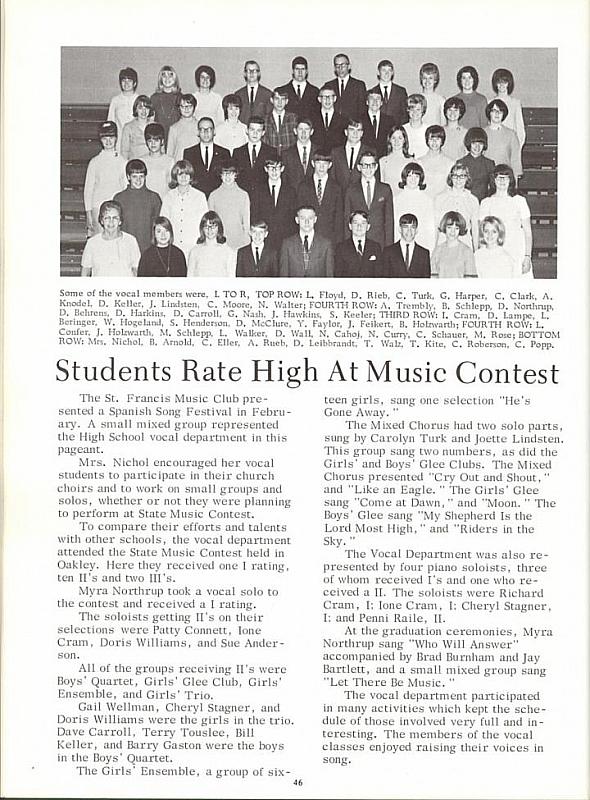 Some of the vocal members were, L TO R, TOP ROW: L. Floyd, D. Rieb, C. Turk, G. Harper, C. Clark, A.
Knodel, D. Keller, J. Lindsten, C. Moore, N. Walter; FOURTH ROW: A. Trembly, B. Schlepp, D. Northrup,
D. Behrens, D. Harkins, D. Carroll, G. Nash, J. Hawkins, S. Keeler; THIRD ROW: I. Cram, D. Lampe, L.
Beringer, W. Hogeland, S. Henderson, D. McClure, Y. Faylor, J. Feikert, B. Holzwarth; FOURTH ROW: L.
Confer, J. Holzwarth, M. Schlepp, L. Walker, D. Wall, N. Cahoj, N. Curry, C. Schauer, M. Rose; BOTTOM
ROW: Mrs. Nichol, B. Arnold, C. Eller, A. Rueb, D. Leibbrandt, T. Walz, T. Kite, C. Roberson, C. Popp.
Students Rate High At Music Contest
The St. Francis Music Club pre-
sented a Spanish Song Festival in Febru-
ary. A small mixed group represented
the High School vocal department in this
pageant.
Mrs. Nichol encouraged her vocal
students to participate in their church
choirs and to work on small groups and
solos, whether or not they were planning
to perform at State Music Contest.
To compare their efforts and talents
with other schools, the vocal department
attended the State Music Contest held in
Oakley. Here they received one I rating,
ten II's and two III's.
Myra Northrup took a vocal solo to
the contest and received a I rating.
The soloists getting II's on their
selections were Patty Connett, Ione
Cram, Doris Williams, and Sue Ander-
son.
All of the groups receiving II's were
Boys' Quartet, Girls' Glee Club, Girls'
Ensemble, and Girls' Trio.
Gail Wellman, Cheryl Stagner, and
Doris Williams were the girls in the trio.
Dave Carroll, Terry Touslee, Bill
Keller, and Barry Gaston were the boys
in the Boys' Quartet.
The Girls' Ensemble, a group of six-
teen girls, sang one selection "He's
Gone Away. "
The Mixed Chorus had two solo parts,
sung by Carolyn Turk and Joette Lindsten.
This group sang two numbers, as did the
Girls' and Boys' Glee Clubs. The Mixed
Chorus presented "Cry Out and Shout, "
and "Like an Eagle. " The Girls' Glee
sang "Come at Dawn, " and "Moon. " The
Boys' Glee sang "My Shepherd Is the
Lord Most High, " and "Riders in the
Sky. "
The Vocal Department was also re-
presented by four piano soloists, three
of whom received I's and one who re-
ceived a II. The soloists were Richard
Cram, I: Ione Cram, I: Cheryl Stagner,
I: and Penni Raile, II.
At the graduation ceremonies, Myra
Northrup sang "Who Will Answer"
accompanied by Brad Burnham and Jay
Bartlett, and a small mixed group sang
"Let There Be Music. "
The vocal department participated
in many activities which kept the sche-
dule of those involved very full and in-
teresting. The members of the vocal
classes enjoyed raising their voices in
song.
46